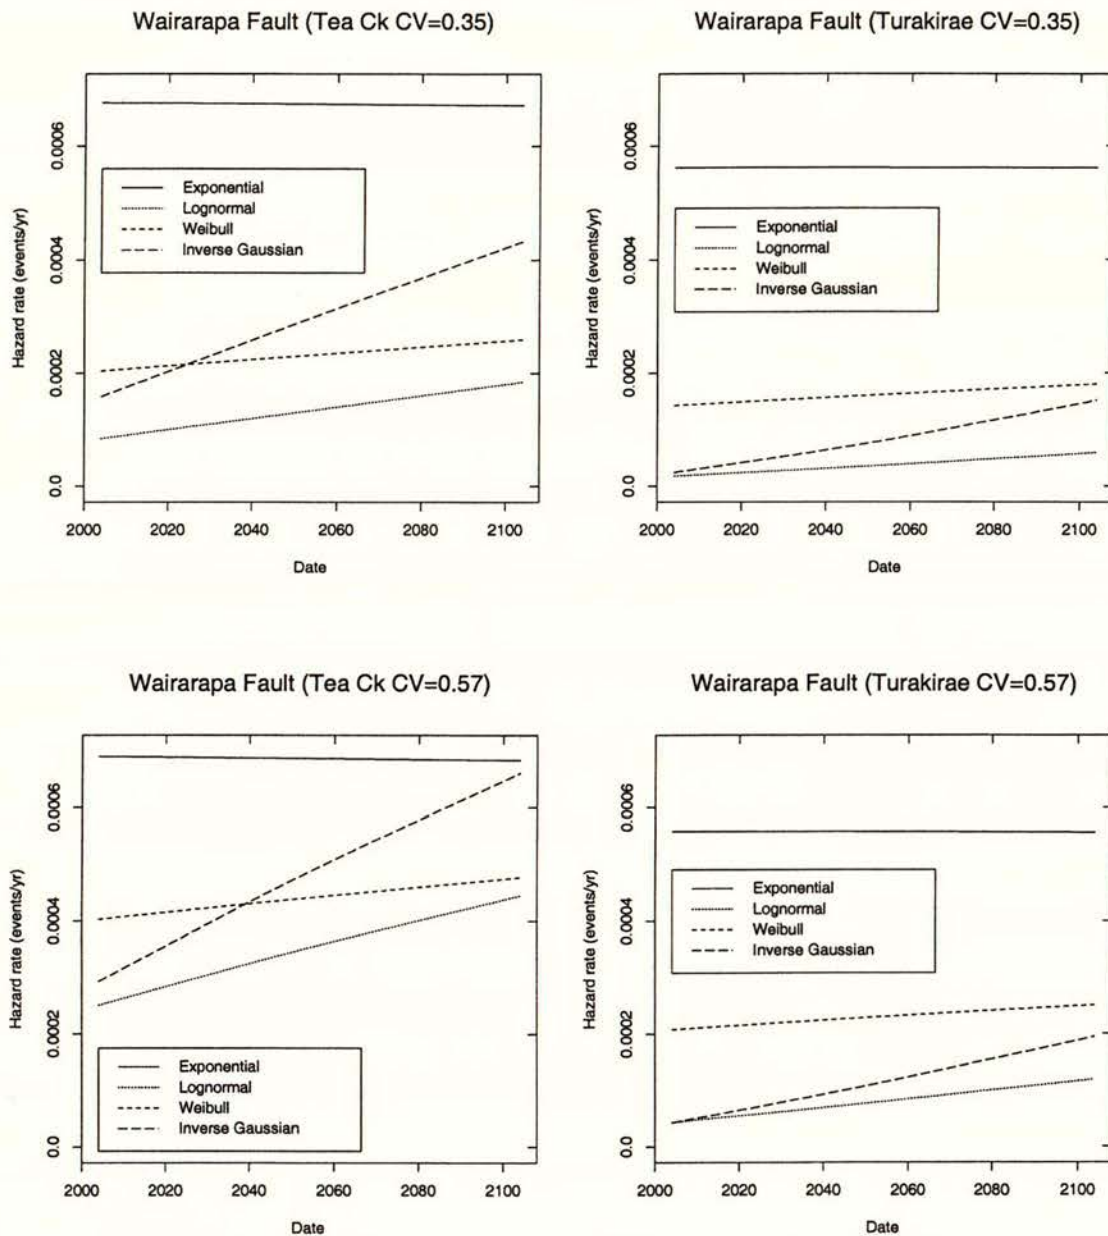 Wairarapa Fault (Tea Ck CV=0.35)
Hazard rate (events/yr)
0.0006
0.0004
0.0002
0.0
Exponential
Lognormal
Weibull
Inverse Gaussian
2000 2020 2040 2060 2080 2100
Date
Wairarapa Fault (Turakirae CV=0.35)
Hazard rate (events/yr)
0.0006
0.0004
0.0002
0.0
Exponential
Lognormal
Weibull
Inverse Gaussian
2000 2020 2040 2060 2080 2100
Date
Wairarapa Fault (Tea Ck CV=0.57)
Hazard rate (events/yr)
0.0006
0.0004
0.0002
0.0
Exponential
Lognormal
Weibull
Inverse Gaussian
2000 2020 2040 2060 2080 2100
Date
Wairarapa Fault (Turakirae CV=0.57)
Hazard rate (events/yr)
0.0006
0.0004
0.0002
0.0
Exponential
Lognormal
Weibull
Inverse Gaussian
2000 2020 2040 2060 2080 2100
Date